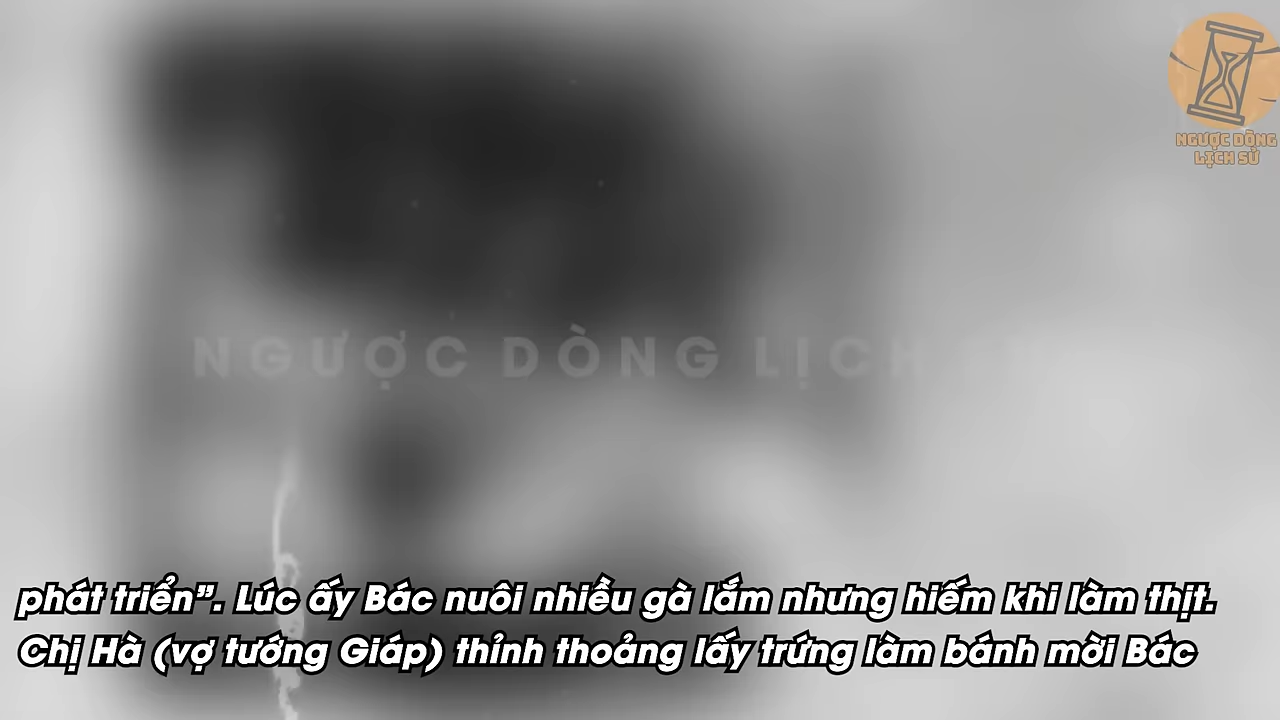 NGƯỢC DÒNG
LỊCH SỬ
NGƯỢC DÒNG LỊCH
phát triển”. Lúc ấy Bác nuôi nhiều gà lắm nhưng hiếm khi làm thịt.
Chị Hà (vợ tướng Giáp) thỉnh thoảng lấy trứng làm bánh mời Bác